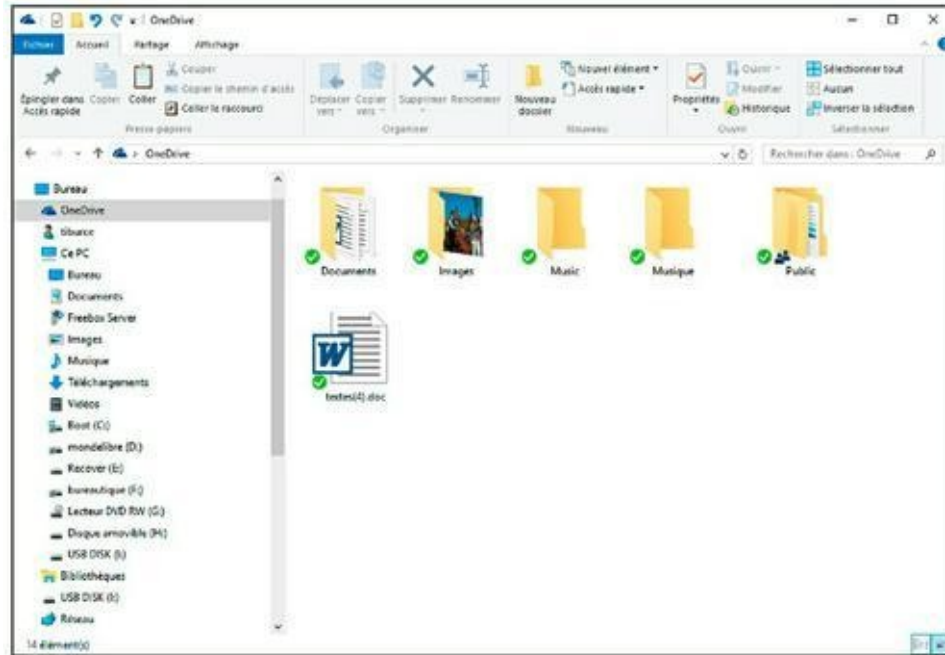 OneDrive
Fichier Accueil Partage Affichage
Épingler dans Accès rapide
Copier
Coller
Couper
Copier le chemin d'accès
Coller le raccourci
Presse-papiers
Déplacer vers
Copier vers
Supprimer
Renommer
Organiser
Nouveau dossier
Nouvel élément
Accès rapide
Nouveau
Propriétés
Ouvrir
Modifier
Historique
Ouvrir
Sélectionner tout
Aucun
Inverser la sélection
Sélectionner
OneDrive
Rechercher dans : OneDrive
Bureau
OneDrive
tiburce
Ce PC
Bureau
Documents
Freebox Server
Images
Musique
Téléchargements
Vidéos
Boot (C:)
mondelibre (D:)
Recover (E:)
bureautique (F:)
Lecteur DVD RW (G:)
Disque amovible (H:)
USB DISK (I:)
Bibliothèques
USB DISK (I:)
Réseau
Documents
Images
Music
Musique
Public
textes(4).doc
14 élément(s)